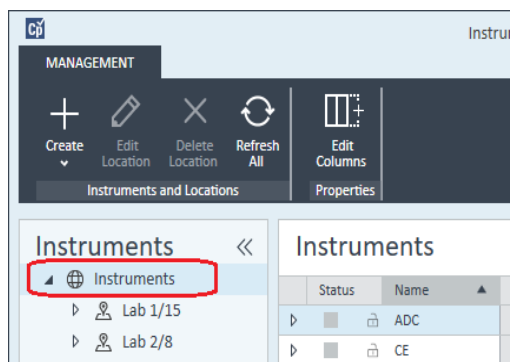 Cp
Instru
MANAGEMENT
Create
Edit
Location
Delete
Location
Refresh
All
Edit
Columns
Instruments and Locations
Properties
Instruments
Instruments
Lab 1/15
Lab 2/8
Instruments
Status Name
ADC
CE